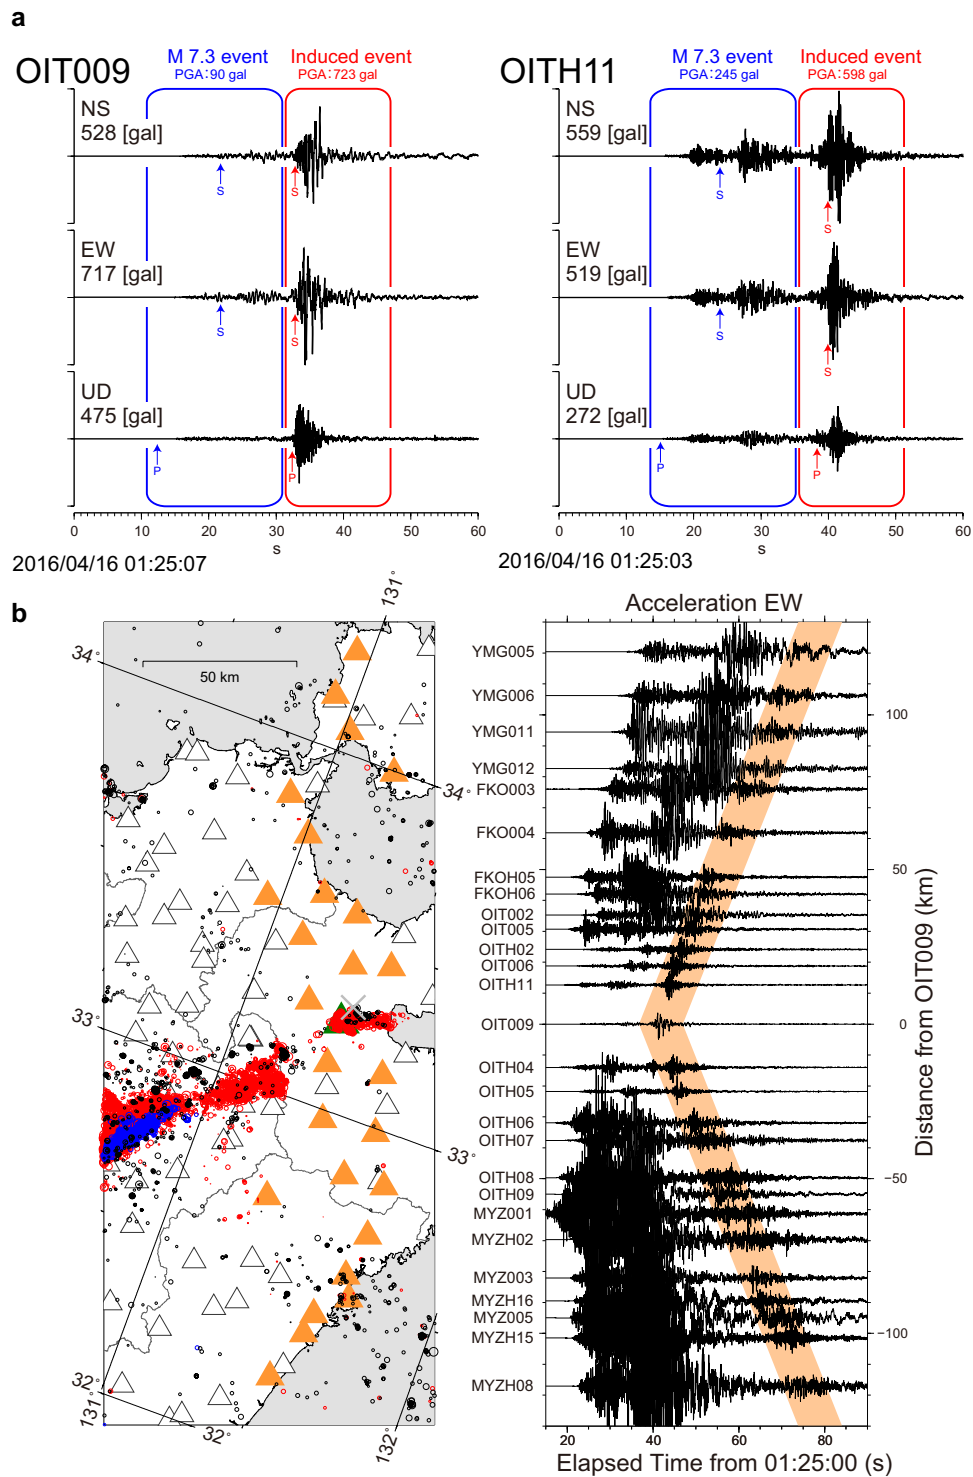 a
OIT009
M 7.3 event
PGA:90 gal
Induced event
PGA:723 gal
NS
528 [gal]
S
S
EW
717 [gal]
S
S
UD
475 [gal]
P
P
0 10 20 30 40 50 60
s
2016/04/16 01:25:07
OITH11
M 7.3 event
PGA:245 gal
Induced event
PGA:598 gal
NS
559 [gal]
S
S
EW
519 [gal]
S
S
UD
272 [gal]
P
P
0 10 20 30 40 50 60
s
2016/04/16 01:25:03
b
131°
34°
50 km
34°
33°
33°
32°
131°
32°
132
Acceleration EW
YMG005
YMG006
YMG011
YMG012
FKO003
FKO004
FKOH05
FKOH06
OIT002
OIT005
OITH02
OIT006
OITH11
OIT009
OITH04
OITH05
OITH06
OITH07
OITH08
OITH09
MYZ001
MYZH02
MYZ003
MYZH16
MYZ005
MYZH15
MYZH08
100
50
0
−50
−100
Distance from OIT009 (km)
20 40 60 80
Elapsed Time from 01:25:00 (s)